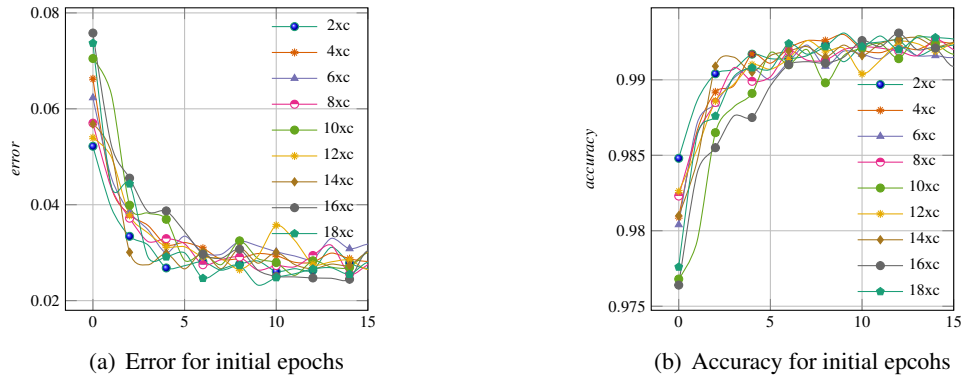 0.08
0.06
0.04
0.02
error
0
5
10
15
2xc
4xc
6xc
8xc
10xc
12xc
14xc
16xc
18xc
(a) Error for initial epochs
0.99
0.985
0.98
0.975
accuracy
0
5
10
15
2xc
4xc
6xc
8xc
10xc
12xc
14xc
16xc
18xc
(b) Accuracy for initial epcohs